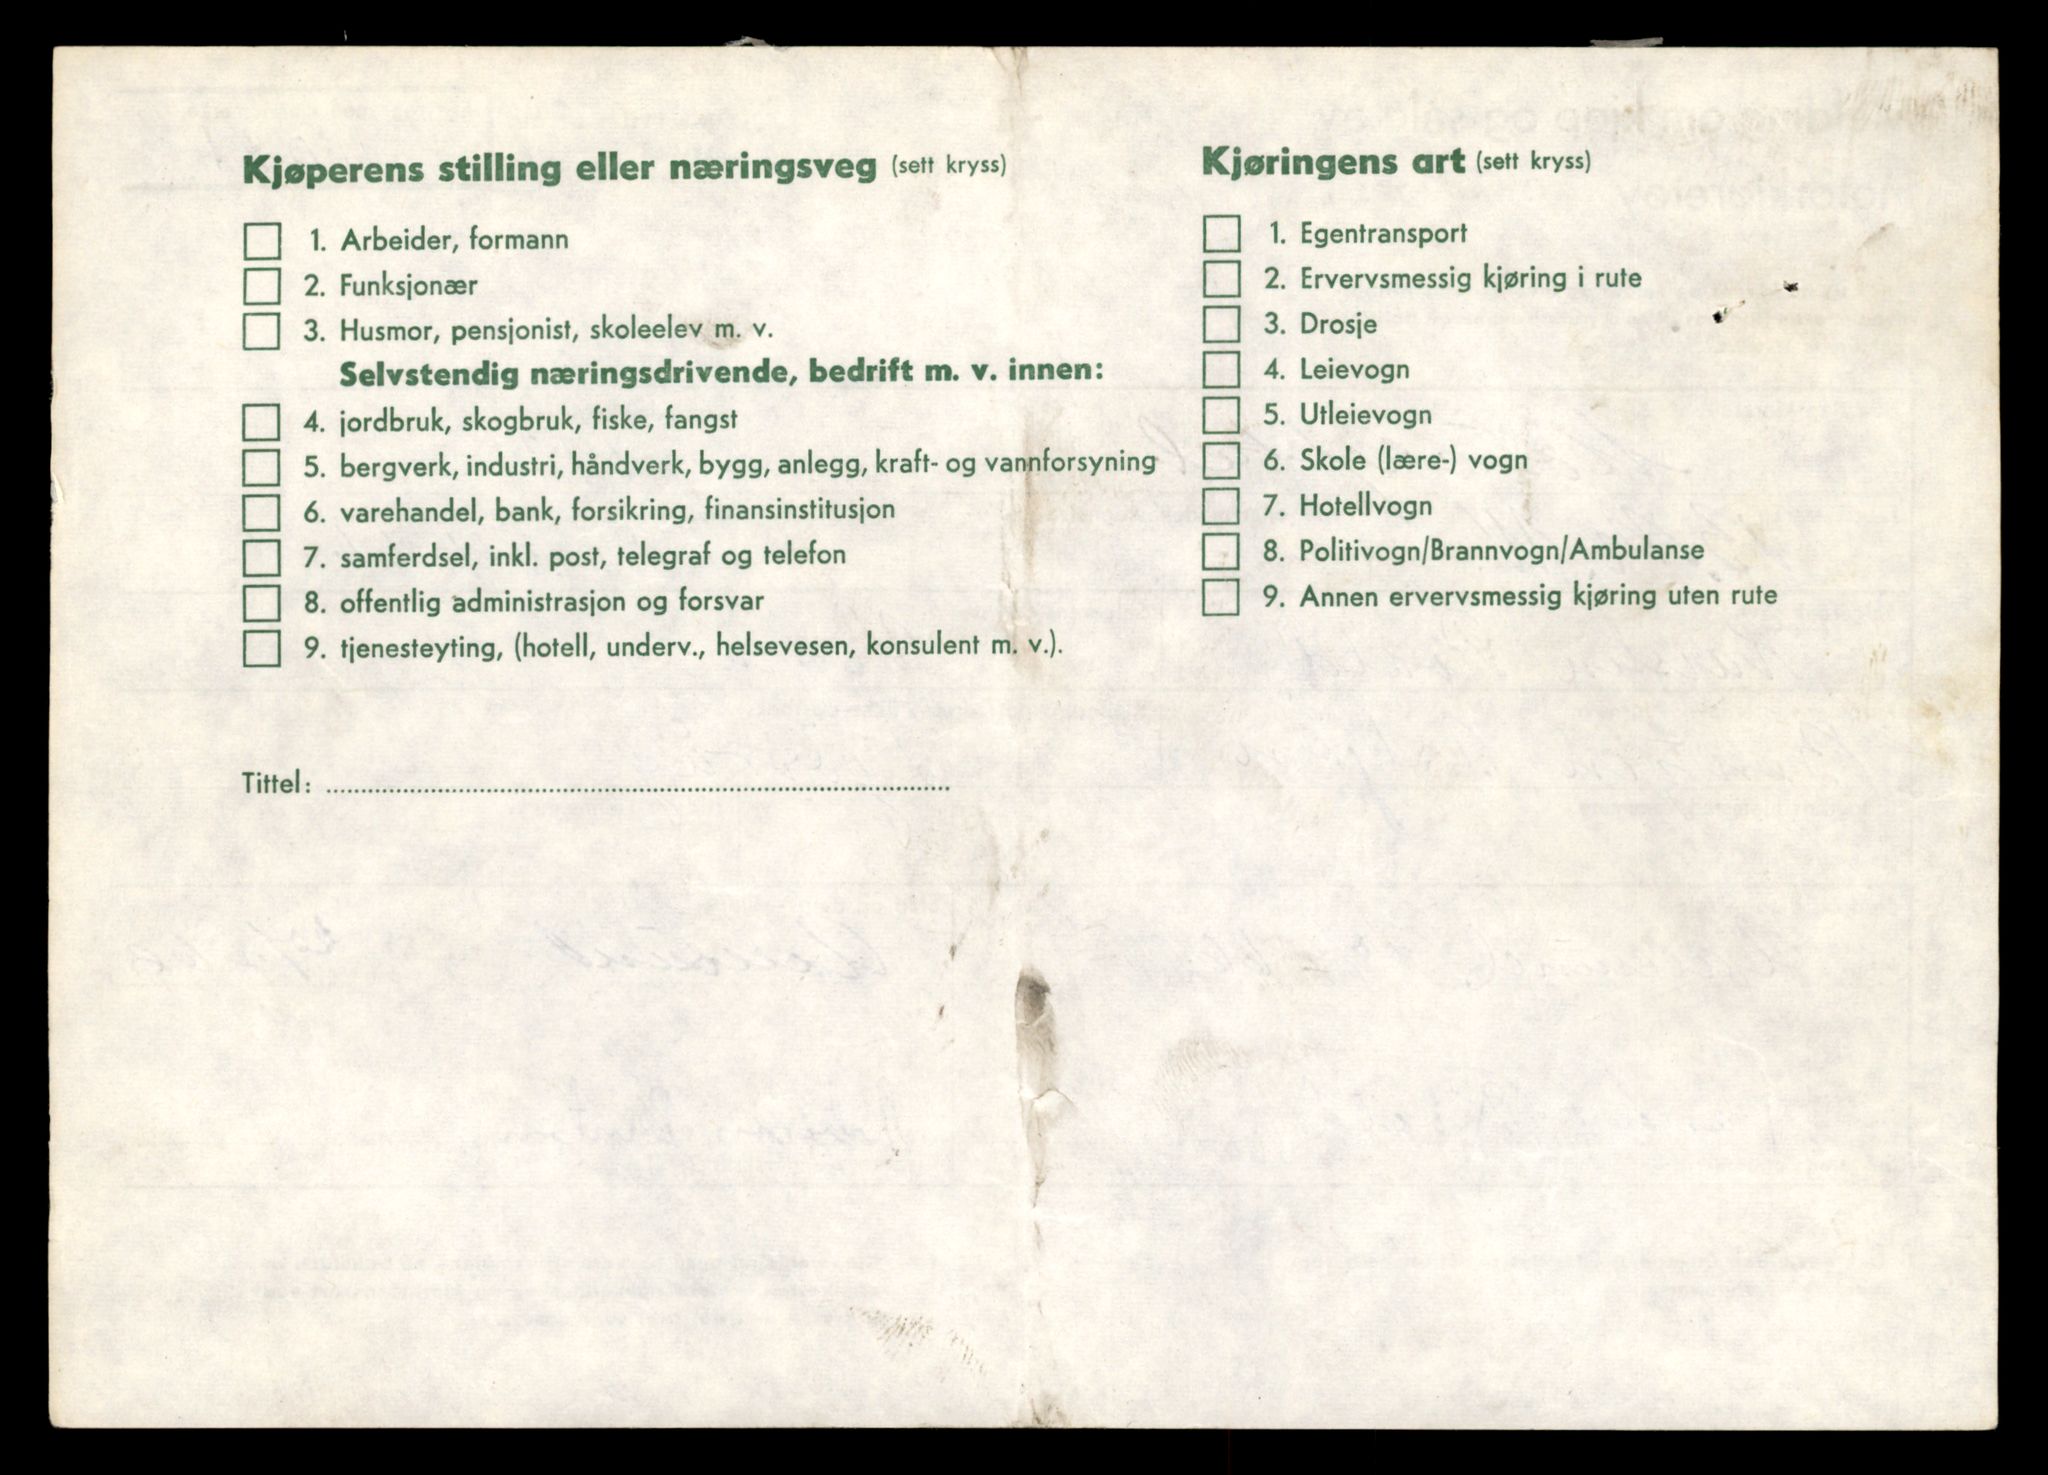 Kjøperens stilling eller næringsveg (sett kryss)
1. Arbeider, formann
2. Funksjonær
3. Husmor, pensjonist, skoleelev m. v.
Selvstendig næringsdrivende, bedrift m. v. innen:
4. jordbruk, skogbruk, fiske, fangst
5. bergverk, industri, håndverk, bygg, anlegg, kraft- og vannforsyning
6. varehandel, bank, forsikring, finansinstitusjon
7. samferdsel, inkl. post, telegraf og telefon
8. offentlig administrasjon og forsvar
9. tjenesteyting, (hotell, underv., helsevesen, konsulent m. v.).
Tittel:
Kjøringens art (sett kryss)
1. Egentransport
2. Ervervsmessig kjøring i rute
3. Drosje
4. Leievogn
5. Utleievogn
6. Skole (lære-) vogn
7. Hotellvogn
8. Politivogn/Brannvogn/Ambulanse
9. Annen ervervsmessig kjøring uten rute